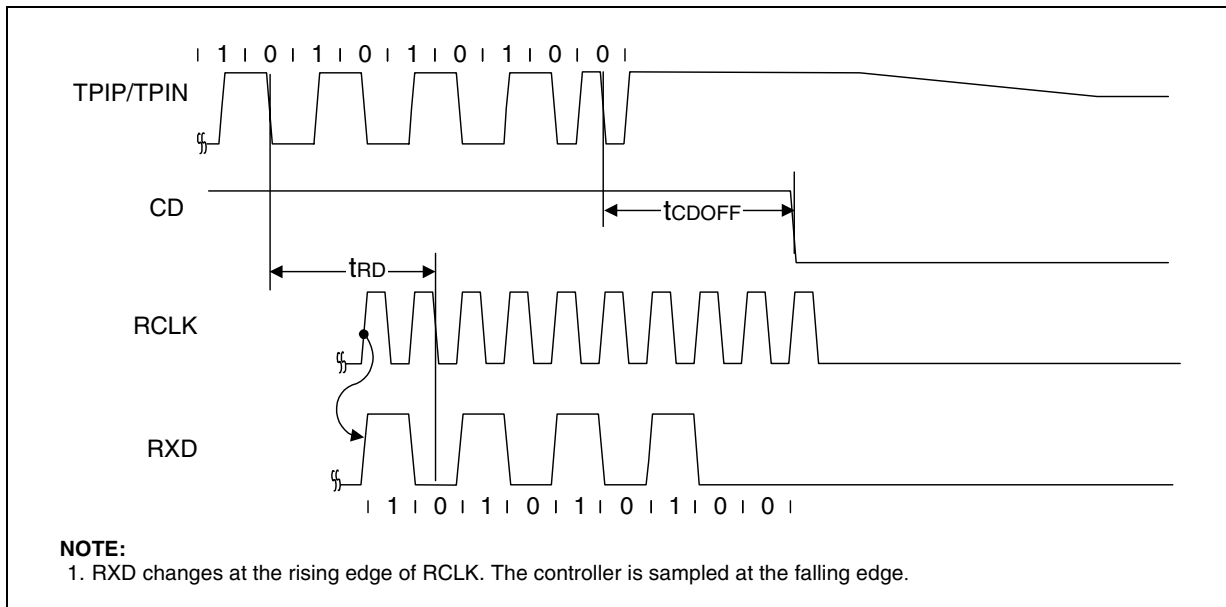 1 0 1 0 1 0 1 0 0
TPIP/TPIN
CD
tCDOFF
tRD
RCLK
RXD
1 0 1 0 1 0 1 0 0
NOTE:
1. RXD changes at the rising edge of RCLK. The controller is sampled at the falling edge.